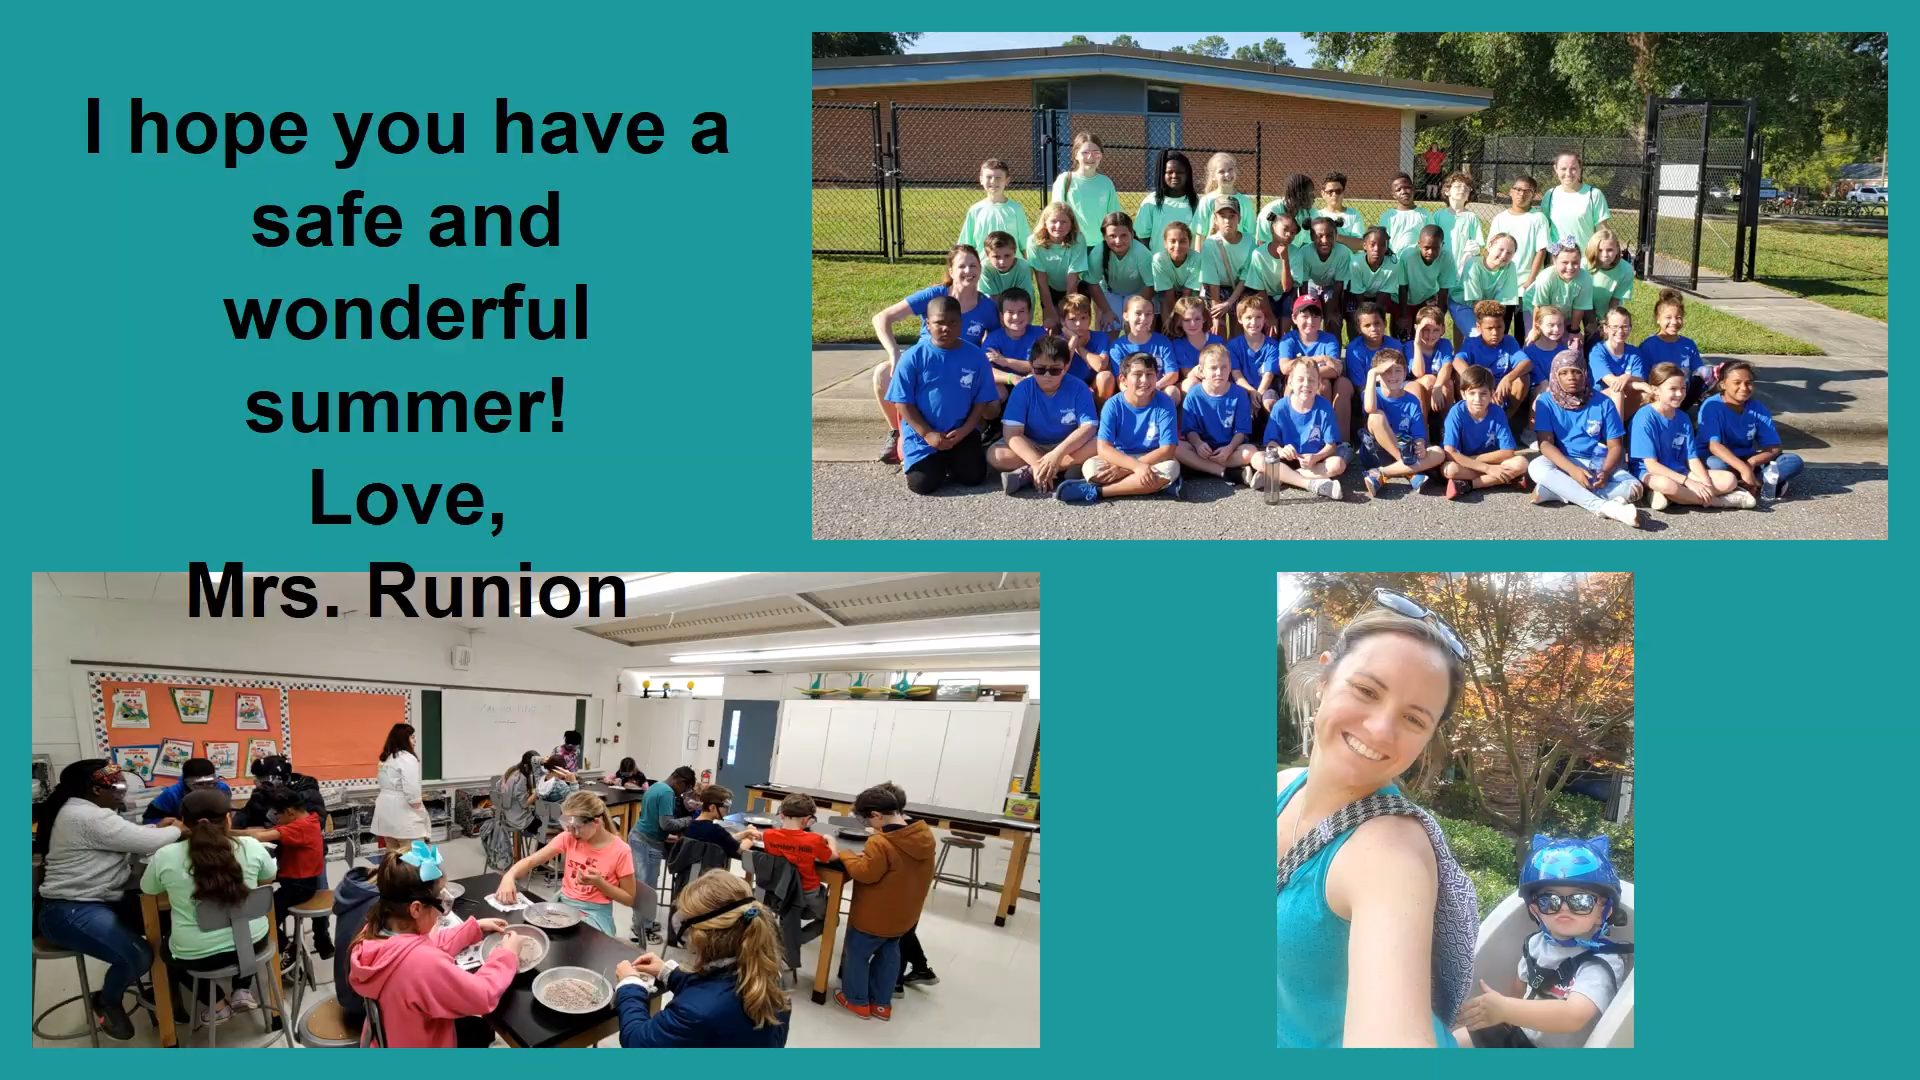 I hope you have a
safe and
wonderful
summer!
Love,
Mrs. Runion